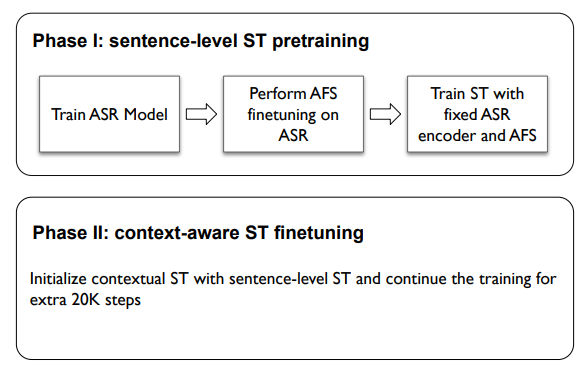 Phase I: sentence-level ST pretraining
Train ASR Model
Perform AFS
finetuning on
ASR
Train ST with
fixed ASR
encoder and AFS
Phase II: context-aware ST finetuning
Initialize contextual ST with sentence-level ST and continue the training for
extra 20K steps